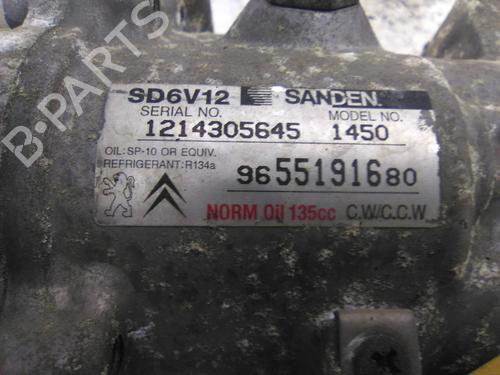 SD6V12 SANDEN
SERIAL NO. MODEL NO.
1214305645 1450
OIL: SP-10 OR EQUIV.
REFRIGERANT: R134a
9655191680
NORM Oil 135cc C.W/C.C.W
B-Parts